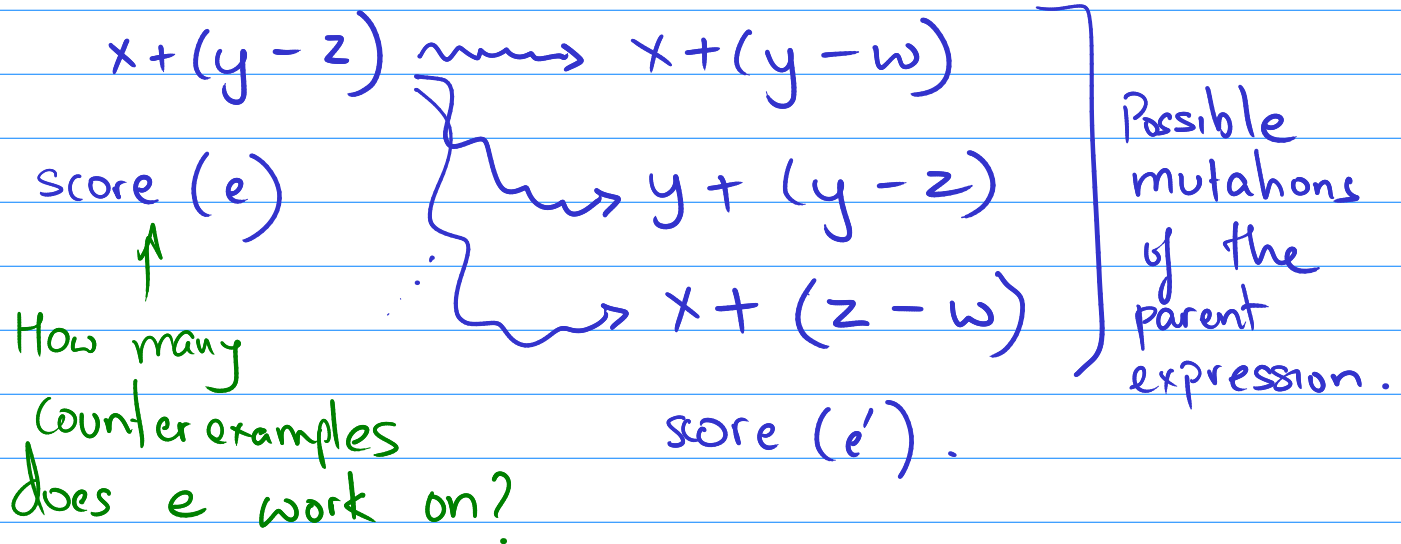 x + (y - z) ⟿ x + (y - w)
y + (y - z)
x + (z - w)
Possible
mutations
of the
parent
expression.
score (e)
How many
counterexamples
does e work on?
score (e').